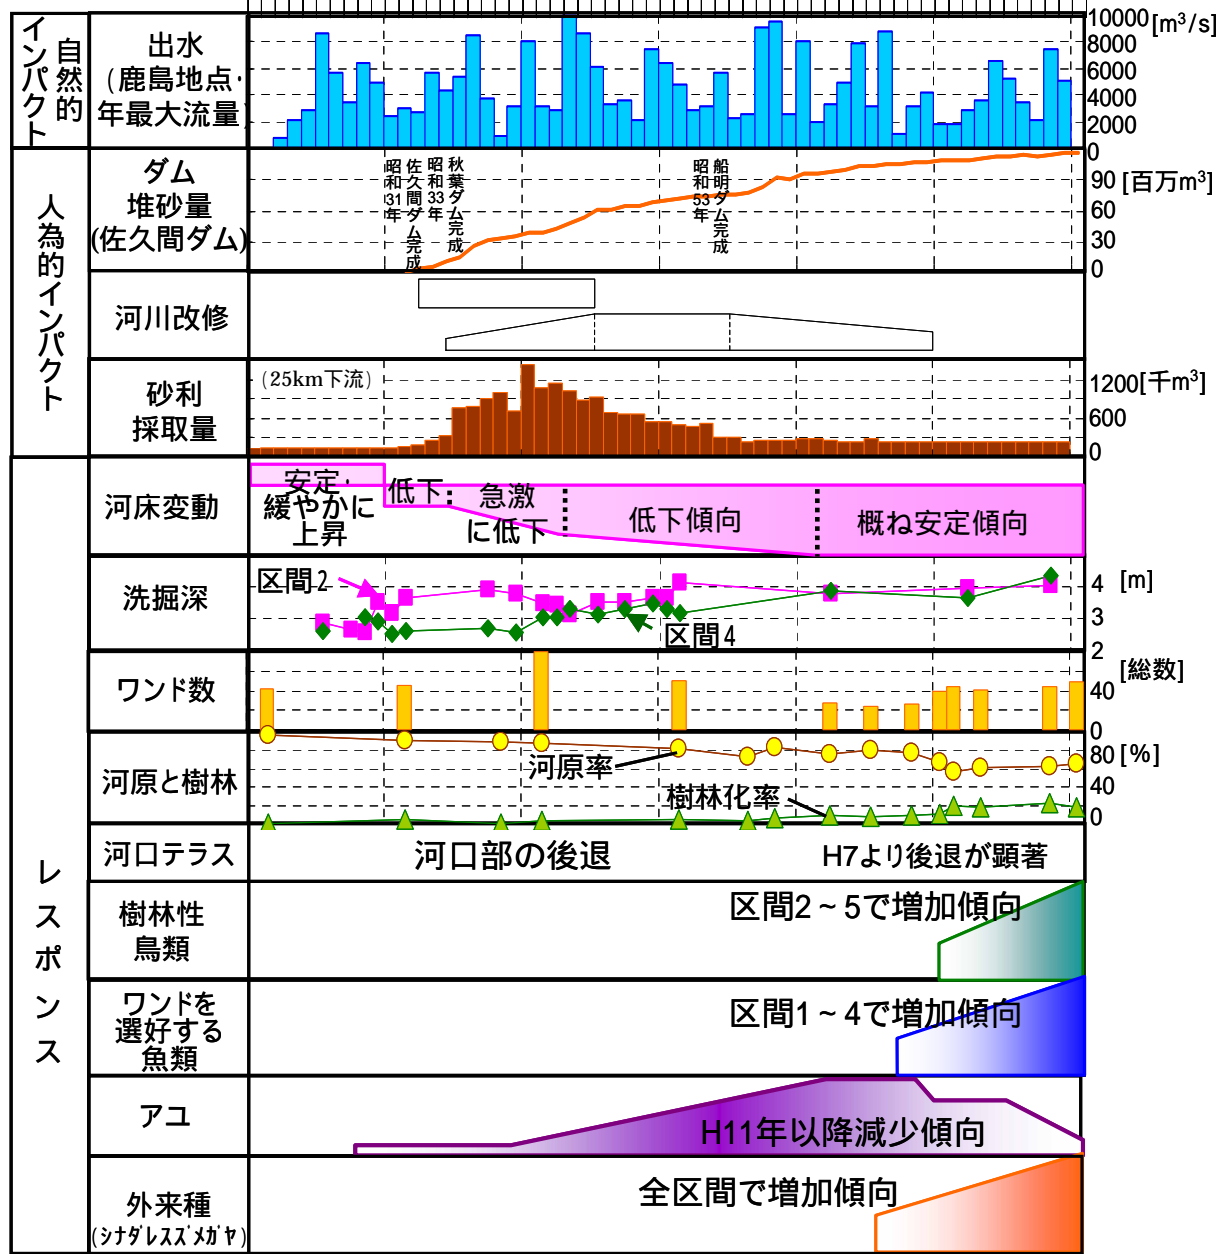 自然的
インパクト
出水
(鹿島地点・
年最大流量)
10000
[m³/s]
8000
6000
4000
2000
0
人為的インパクト
ダム
堆砂量
(佐久間ダム)
昭和31年
佐久間ダム完成
昭和33年
秋葉ダム完成
昭和53年
船明ダム完成
90
[百万m³]
60
30
0
河川改修
砂利
採取量
(25km下流)
1200
[千m³]
600
0
レスポンス
河床変動
安定・
緩やかに
上昇
低下
急激
に低下
低下傾向
概ね安定傾向
洗掘深
区間2
区間4
4
[m]
3
2
ワンド数
[総数]
40
0
河原と樹林
河原率
樹林化率
80
[%]
40
0
河口テラス
河口部の後退
H7より後退が顕著
樹林性
鳥類
区間2~5で増加傾向
ワンドを
選好する
魚類
区間1~4で増加傾向
アユ
H11年以降減少傾向
外来種
(シナダレスズメガヤ)
全区間で増加傾向